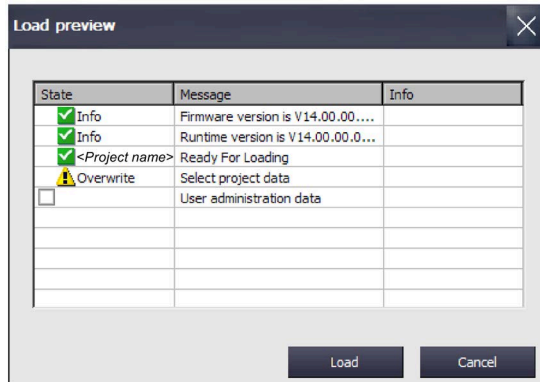 Load preview
State Message Info
Info Firmware version is V14.00.00....
Info Runtime version is V14.00.00.0...
<Project name> Ready For Loading
Overwrite Select project data
User administration data
Load Cancel